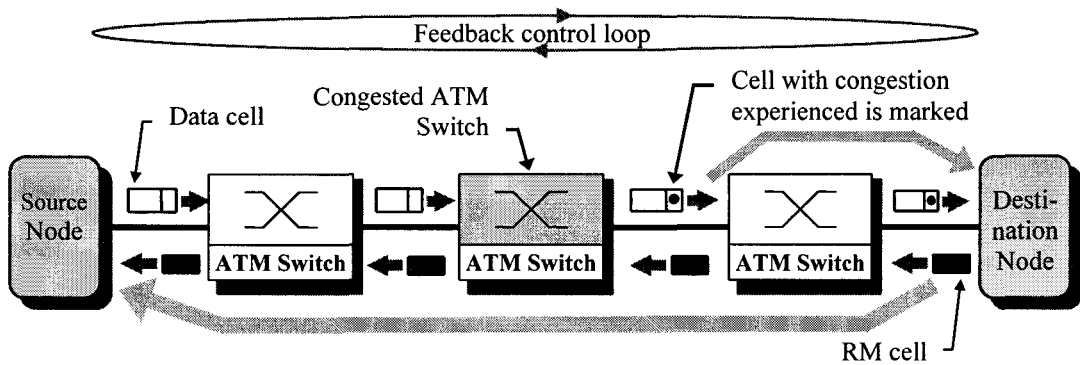 Feedback control loop
Data cell
Congested ATM
Switch
Cell with congestion
experienced is marked
Source
Node
ATM Switch
ATM Switch
ATM Switch
Desti-
nation
Node
RM cell